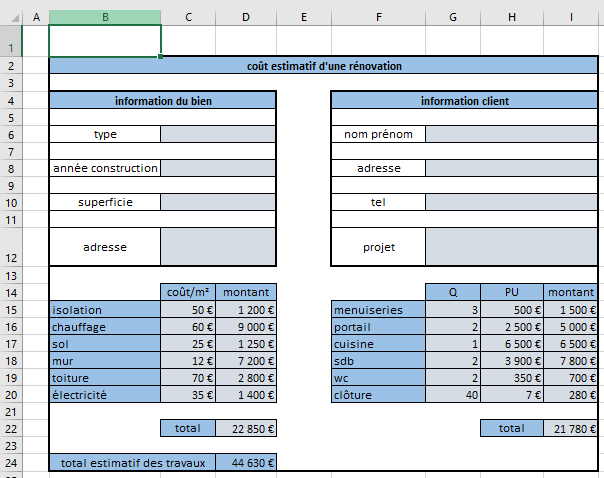 A B C D E F G H I
1
2 coût estimatif d'une rénovation
3
4 information du bien information client
5
6 type nom prénom
7
8 année construction adresse
9
10 superficie tel
11
12 adresse projet
13
14 coût/m² montant Q PU montant
15 isolation 50 € 1 200 € menuiseries 3 500 € 1 500 €
16 chauffage 60 € 9 000 € portail 2 2 500 € 5 000 €
17 sol 25 € 1 250 € cuisine 1 6 500 € 6 500 €
18 mur 12 € 7 200 € sdb 2 3 900 € 7 800 €
19 toiture 70 € 2 800 € wc 2 350 € 700 €
20 électricité 35 € 1 400 € clôture 40 7 € 280 €
21
22 total 22 850 € total 21 780 €
23
24 total estimatif des travaux 44 630 €